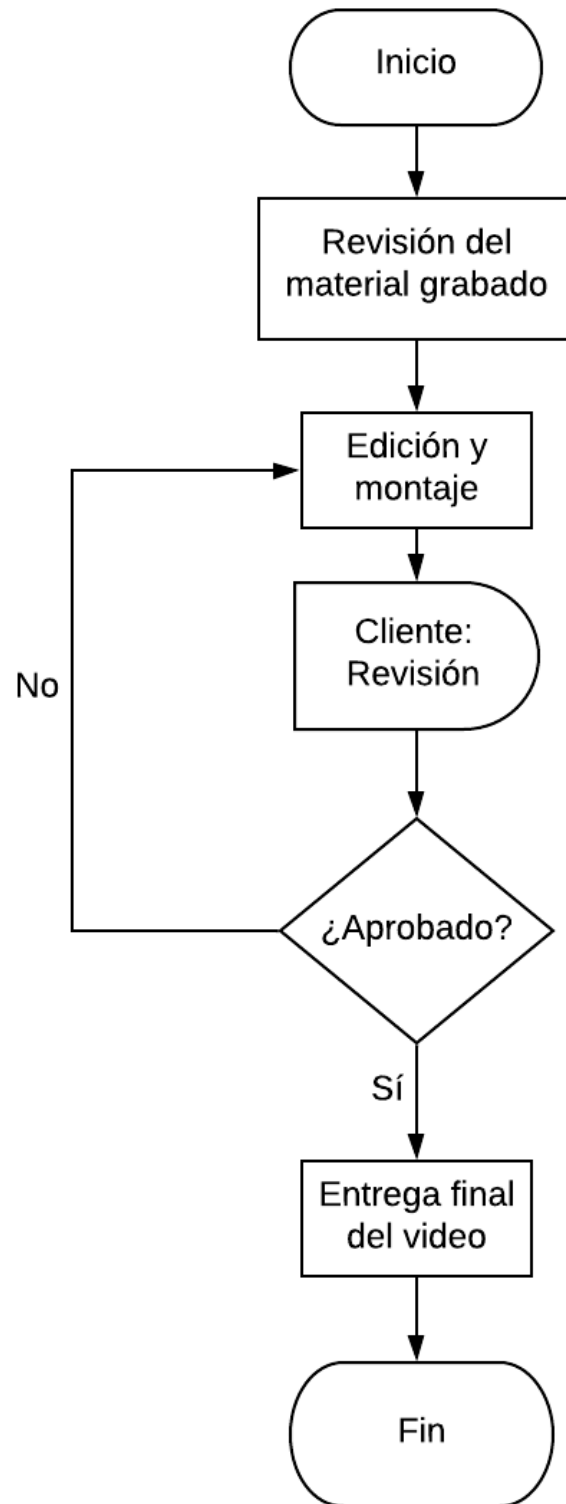 Inicio
Revisión del
material grabado
Edición y
montaje
Cliente:
Revisión
No
¿Aprobado?
Sí
Entrega final
del video
Fin